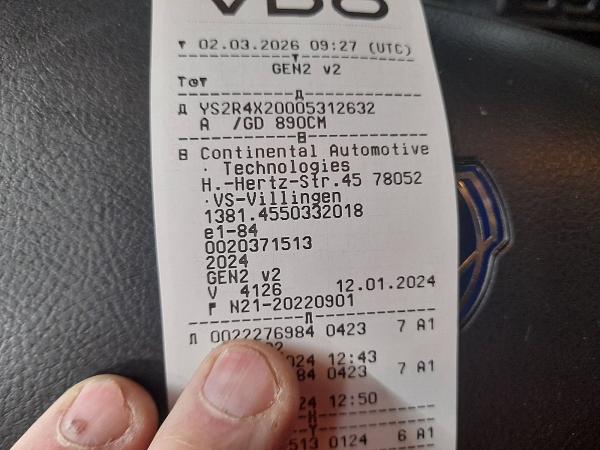 VDO
▼ 02.03.2026 09:27 (UTC)
GEN2 v2
T⊙T
Д
Д YS2R4X20005312632
A /GD 890CM
B
B Continental Automotive
· Technologies
H.-Hertz-Str.45 78052
·VS-Villingen
1381.4550332018
e1-84
0020371513
2024
GEN2 v2
V 4126 12.01.2024
N21-20220901
Л
Л 0022276984 0423 7 A1
024 12:43
84 0423 7 A1
24 12:50
513 0124 6 A1